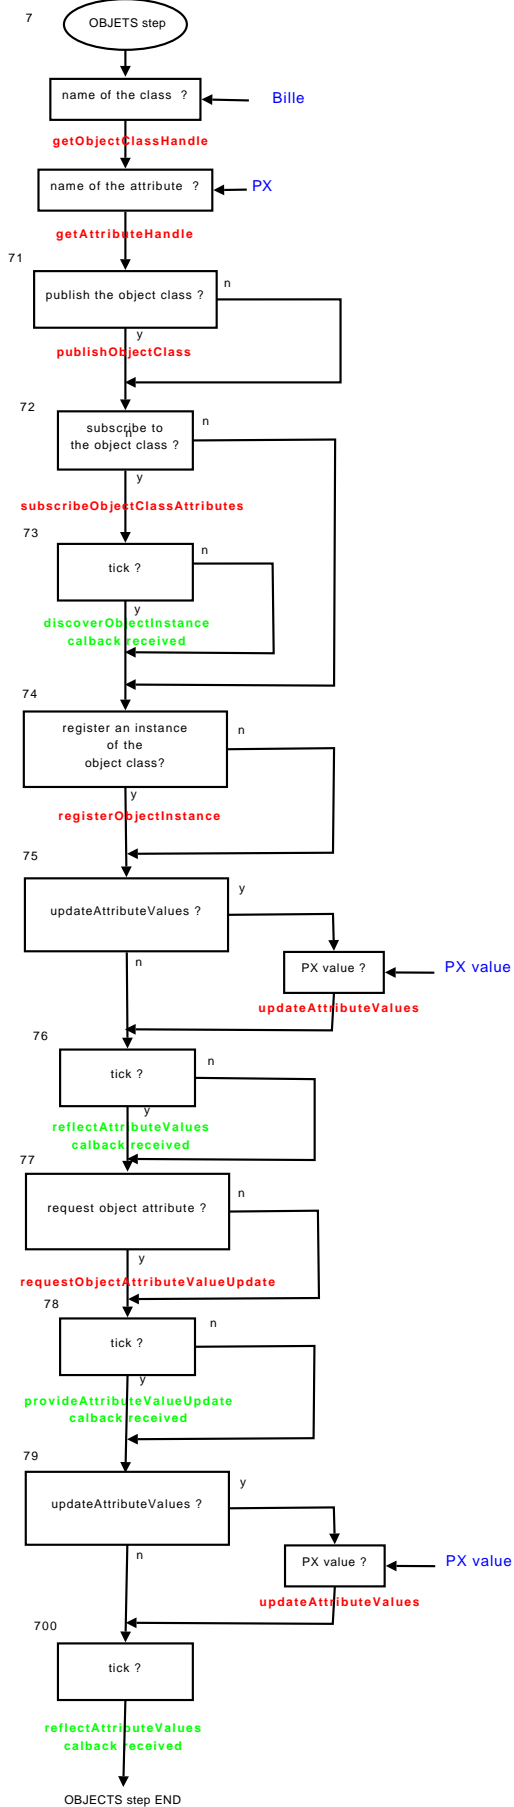 7
OBJETS step
name of the class ?
Bille
getObjectClassHandle
name of the attribute ?
PX
getAttributeHandle
71
n
publish the object class ?
y
publishObjectClass
72
n
subscribe to
n
the object class ?
y
subscribeObjectClassAttributes
73
n
tick ?
y
discoverObjectInstance
calback received
74
register an instance
n
of the
object class?
y
registerObjectInstance
75
y
updateAttributeValues ?
n
PX value ?
PX value
updateAttributeValues
76
n
tick ?
y
reflectAttributeValues
calback received
77
n
request object attribute ?
y
requestObjectAttributeValueUpdate
78
n
tick ?
y
provideAttributeValueUpdate
calback received
79
y
updateAttributeValues ?
n
PX value ?
PX value
updateAttributeValues
700
tick ?
reflectAttributeValues
calback received
OBJECTS step END